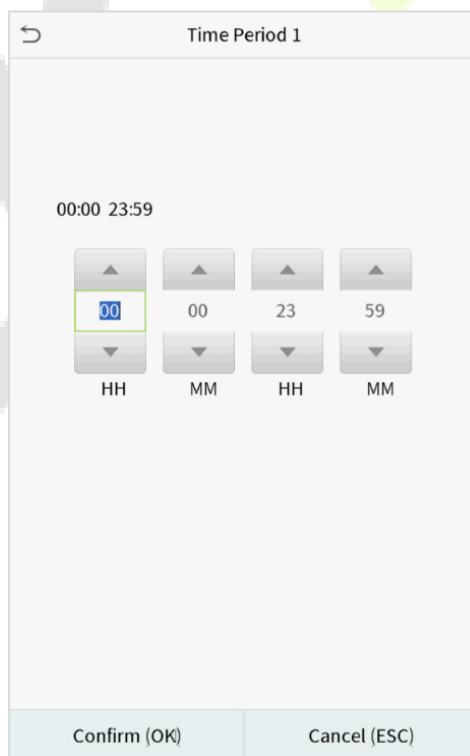 Time Period 1
00:00 23:59
00 00 23 59
HH MM HH MM
Confirm (OK) Cancel (ESC)